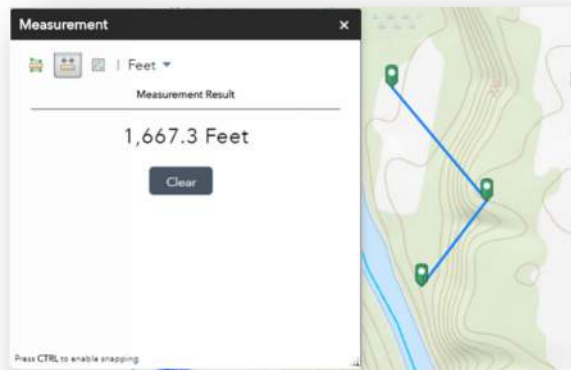 Measurement ×
Feet
Measurement Result
1,667.3 Feet
Clear
Press CTRL to enable snapping